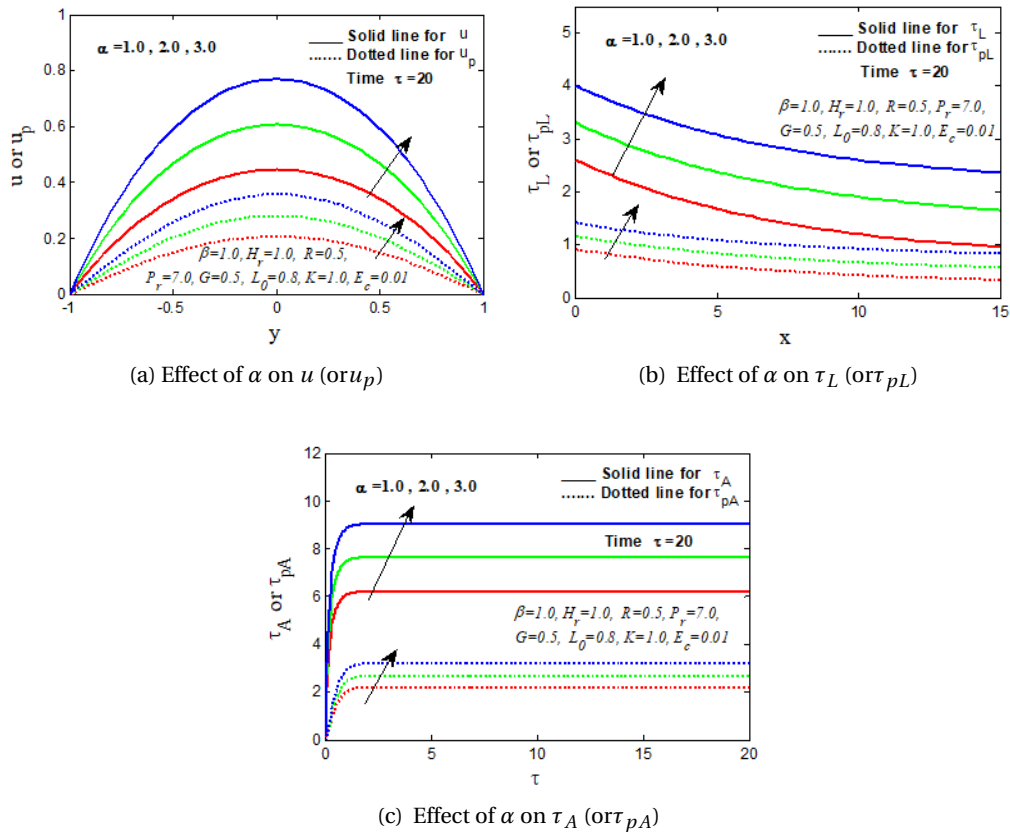 α =1.0 , 2.0 , 3.0
Solid line for u
Dotted line for u_p
Time τ =20
u or u_p
1
0.8
0.6
0.4
0.2
0
β=1.0, H_r=1.0, R=0.5,
P_r=7.0, G=0.5, L_0=0.8, K=1.0, E_c=0.01
-1 -0.5 0 0.5 1
y
(a) Effect of α on u (oru_p)
α =1.0 , 2.0 , 3.0
Solid line for τ_L
Dotted line for τ_pL
Time τ =20
τ_L or τ_pL
5
4
3
2
1
0
β=1.0, H_r=1.0, R=0.5, P_r=7.0,
G=0.5, L_0=0.8, K=1.0, E_c=0.01
0 5 10 15
x
(b) Effect of α on τ_L (orτ_pL)
α =1.0 , 2.0 , 3.0
Solid line for τ_A
Dotted line for τ_pA
Time τ =20
τ_A or τ_pA
12
10
8
6
4
2
0
β=1.0, H_r=1.0, R=0.5, P_r=7.0,
G=0.5, L_0=0.8, K=1.0, E_c=0.01
0 5 10 15 20
τ
(c) Effect of α on τ_A (orτ_pA)